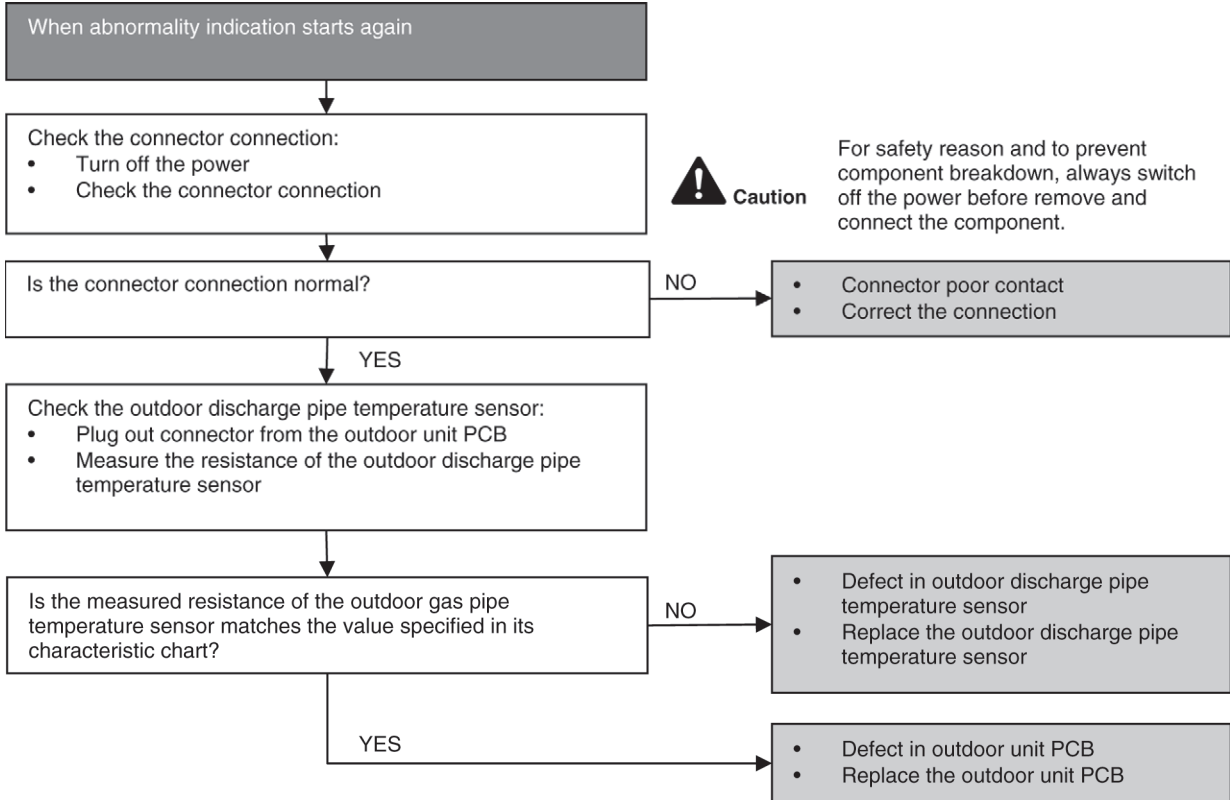 When abnormality indication starts again
Check the connector connection:
• Turn off the power
• Check the connector connection
Caution
For safety reason and to prevent
component breakdown, always switch
off the power before remove and
connect the component.
Is the connector connection normal?
NO
• Connector poor contact
• Correct the connection
YES
Check the outdoor discharge pipe temperature sensor:
• Plug out connector from the outdoor unit PCB
• Measure the resistance of the outdoor discharge pipe
temperature sensor
Is the measured resistance of the outdoor gas pipe
temperature sensor matches the value specified in its
characteristic chart?
NO
• Defect in outdoor discharge pipe
temperature sensor
• Replace the outdoor discharge pipe
temperature sensor
YES
• Defect in outdoor unit PCB
• Replace the outdoor unit PCB